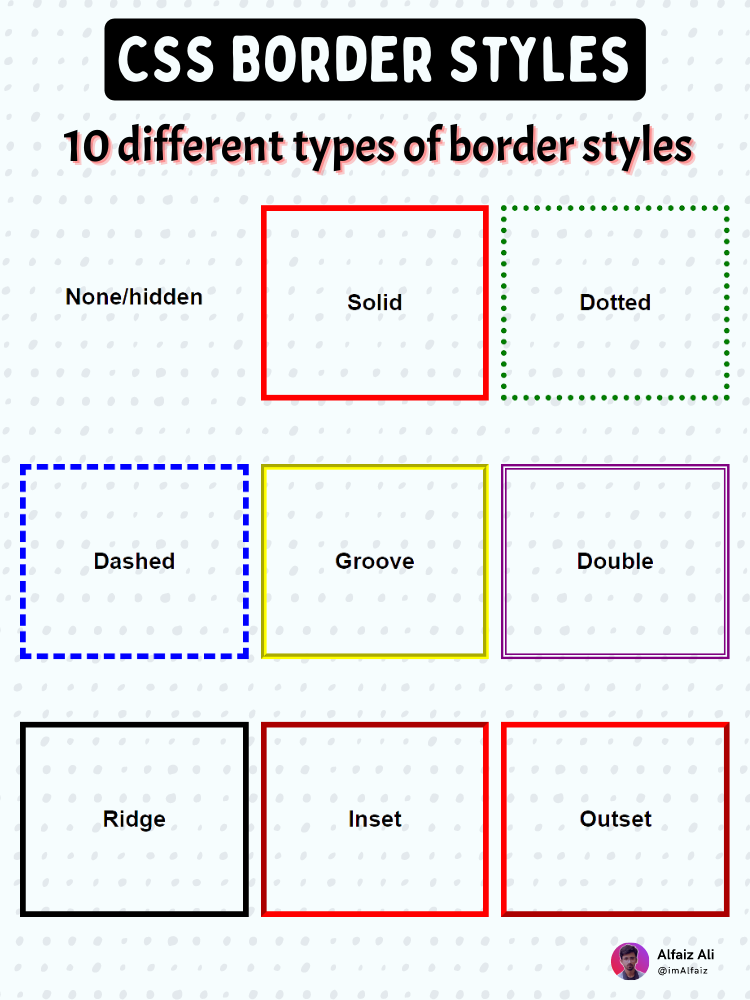 CSS BORDER STYLES
10 different types of border styles
None/hidden
Solid
Dotted
Dashed
Groove
Double
Ridge
Inset
Outset
Alfaiz Ali
@imAlfaiz